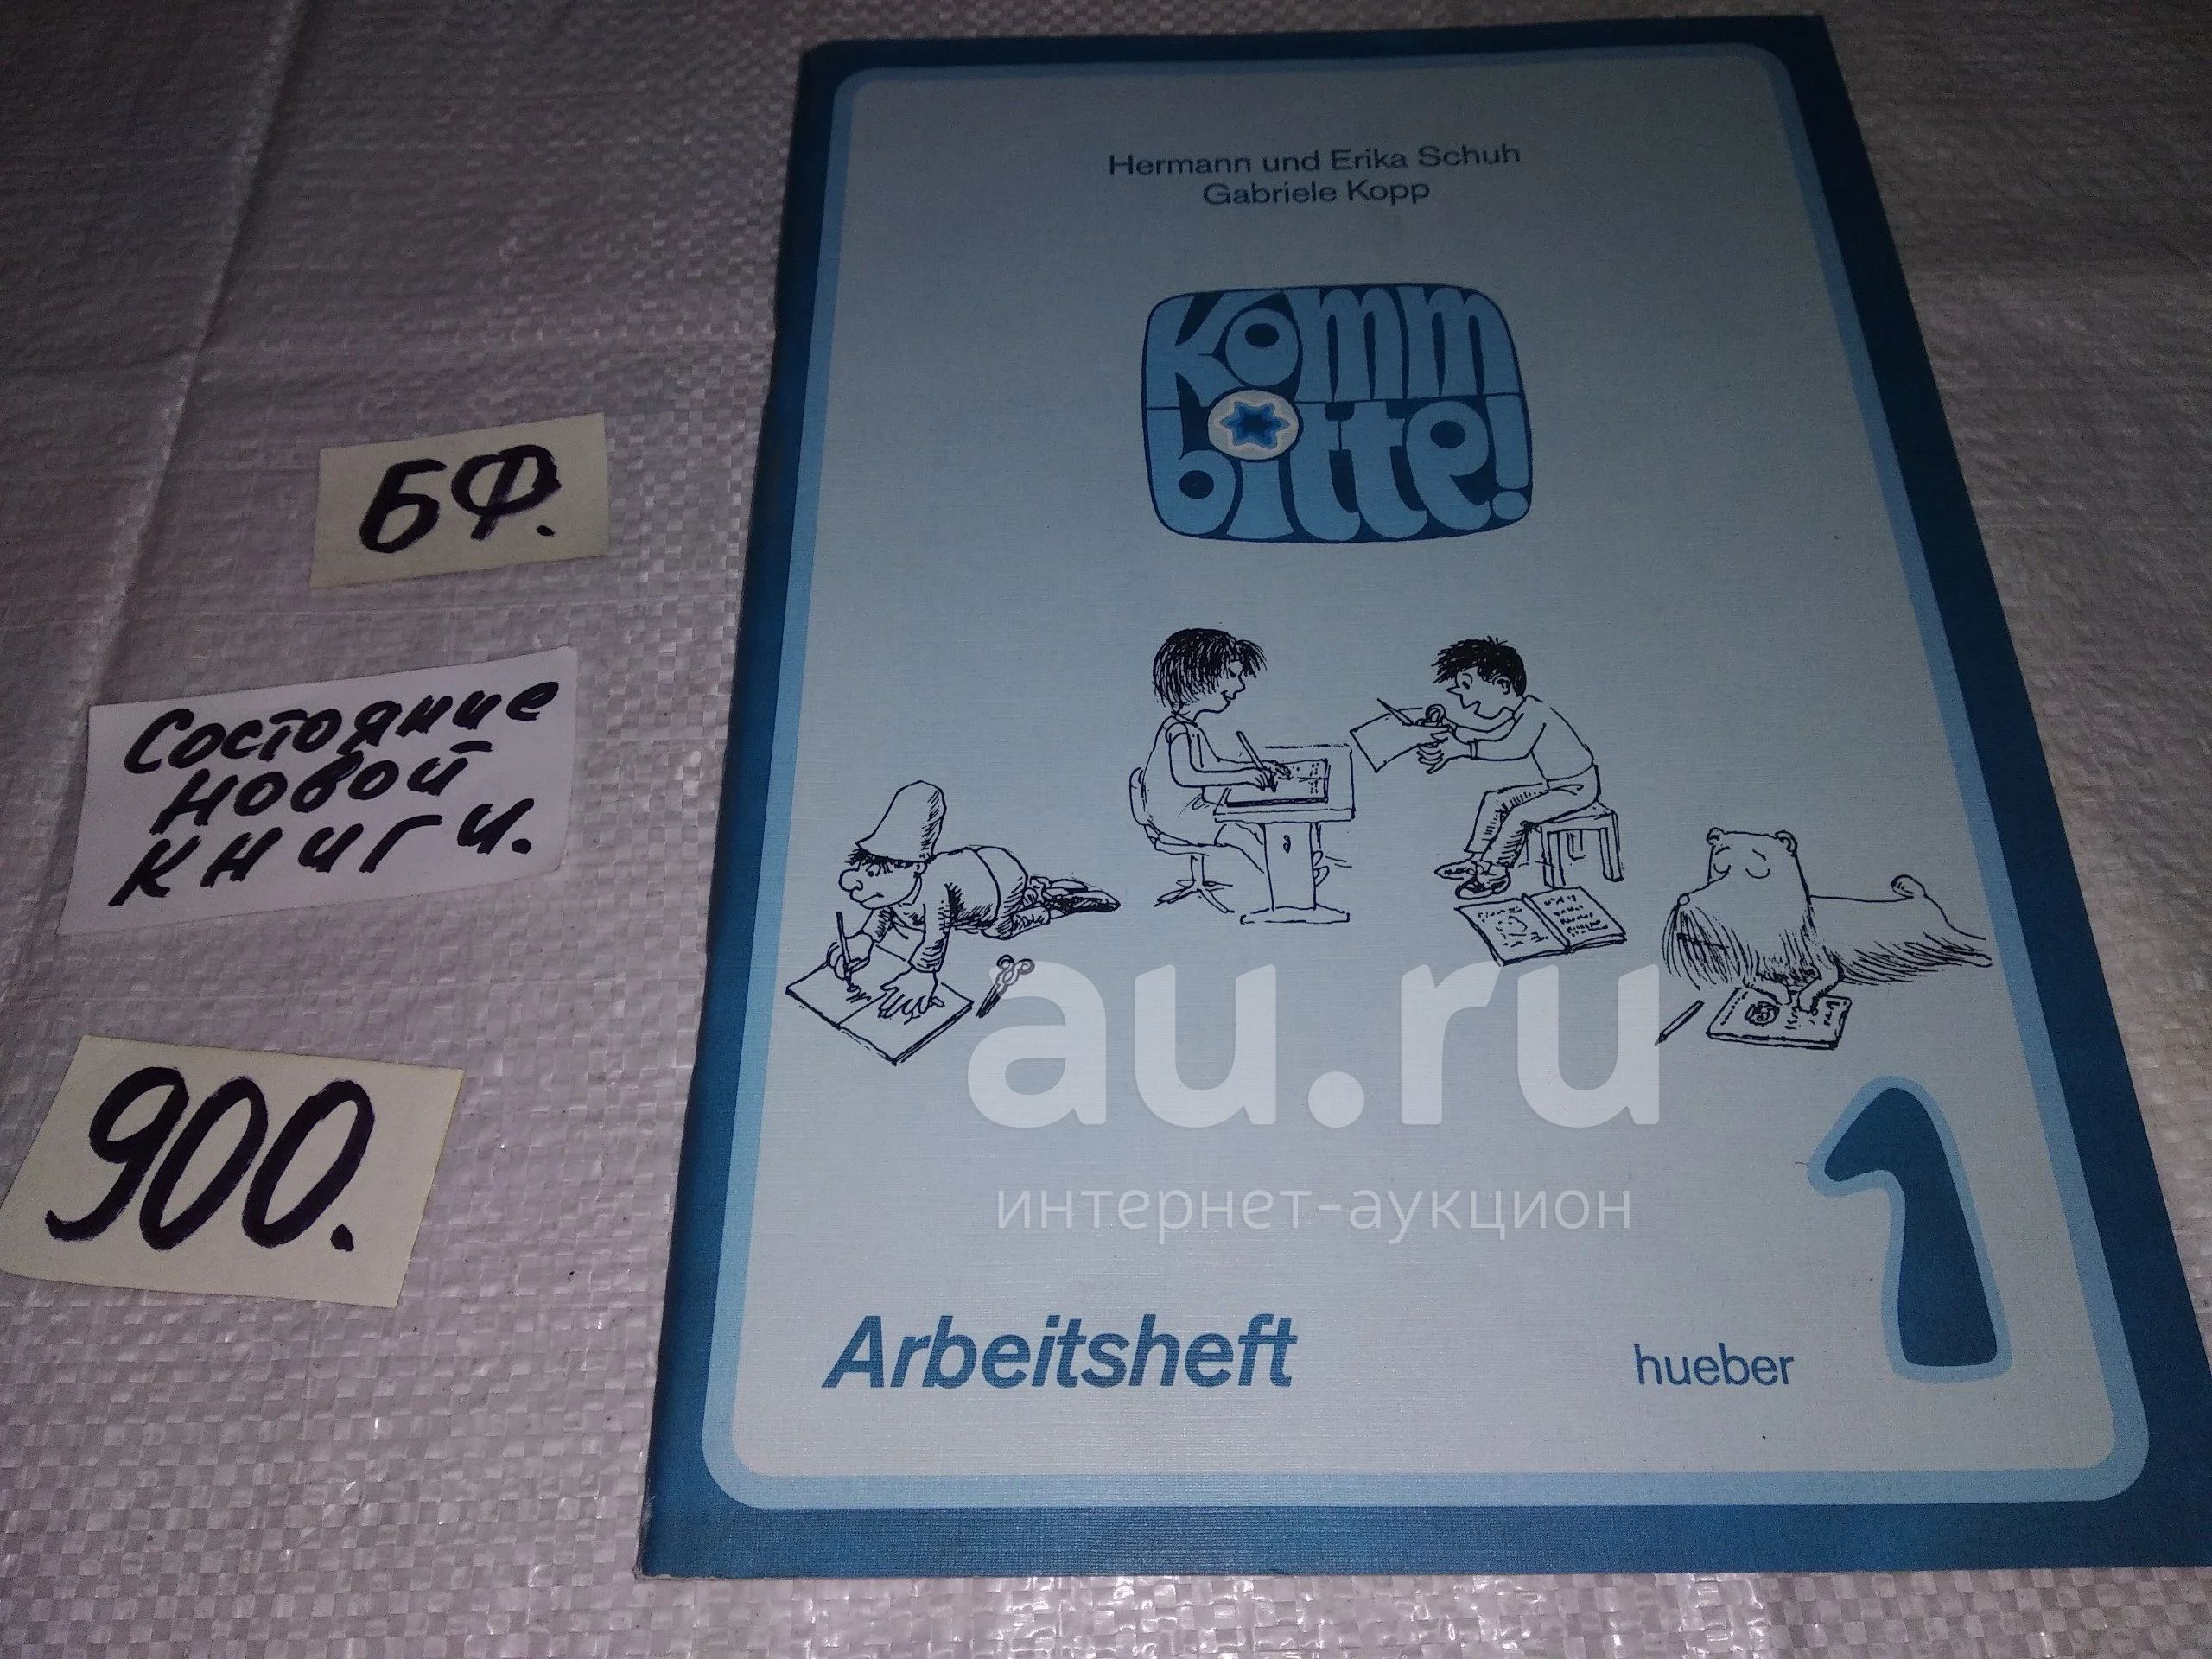 Hermann und Erika Schuh
Gabriele Kopp
Komm
bitte!
БФ.
Состояние
новой
книги.
900.
au.ru
интернет-аукцион
1
Arbeitsheft
hueber